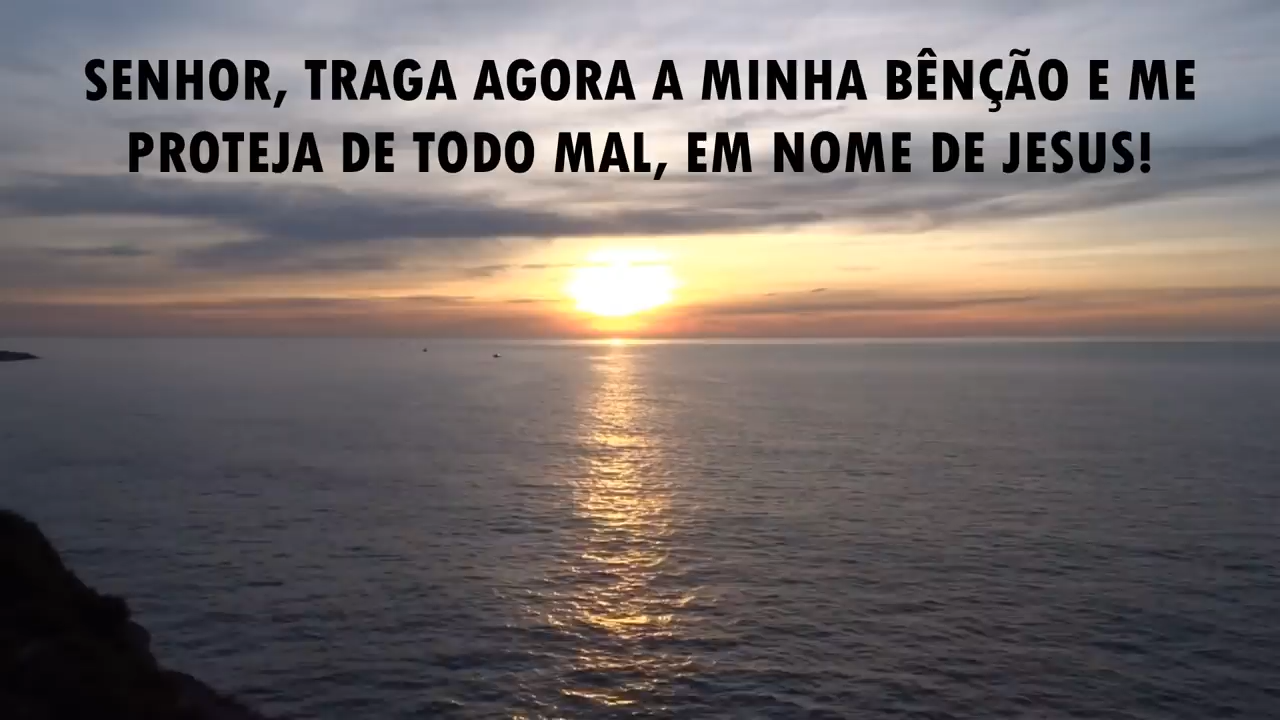 SENHOR, TRAGA AGORA A MINHA BÊNÇÃO E ME
PROTEJA DE TODO MAL, EM NOME DE JESUS!